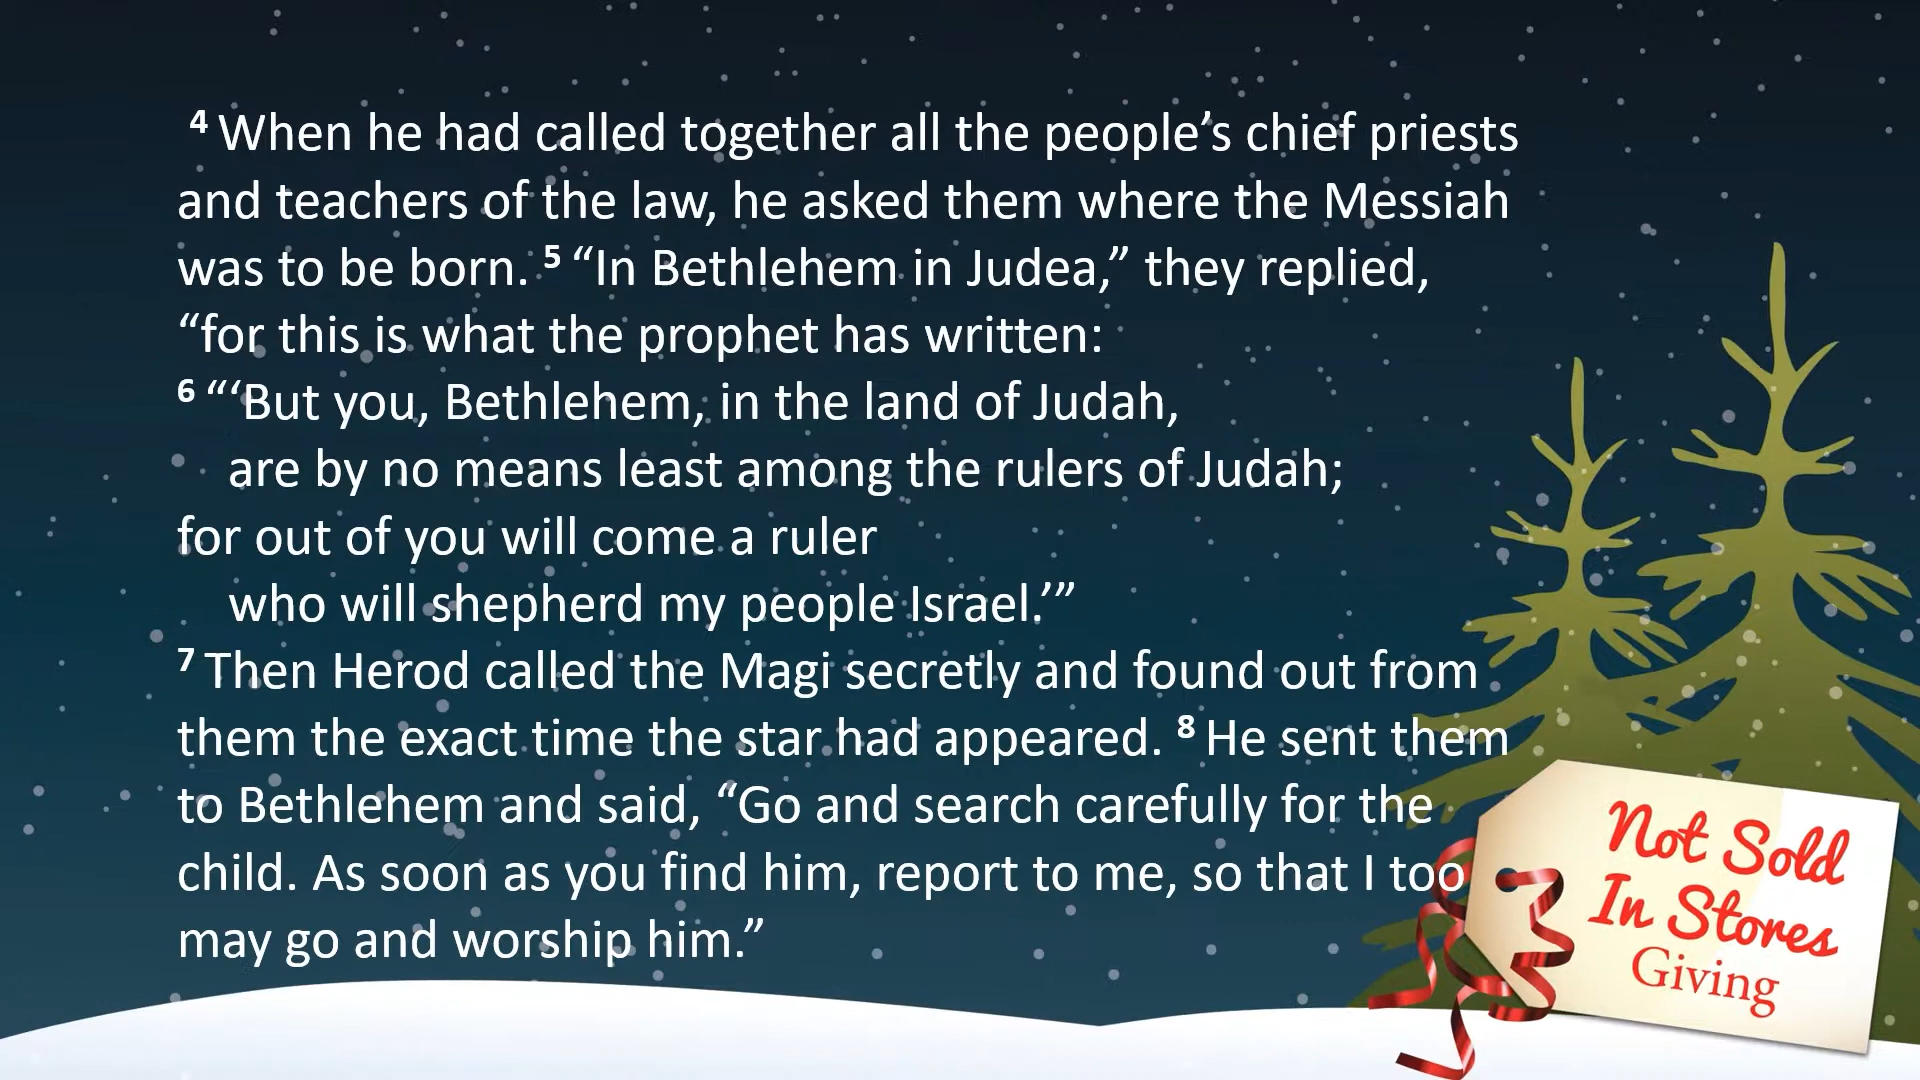 4 When he had called together all the people’s chief priests
and teachers of the law, he asked them where the Messiah
was to be born. 5 “In Bethlehem in Judea,” they replied,
“for this is what the prophet has written:
6 “‘But you, Bethlehem, in the land of Judah,
are by no means least among the rulers of Judah;
for out of you will come a ruler
who will shepherd my people Israel.’”
7 Then Herod called the Magi secretly and found out from
them the exact time the star had appeared. 8 He sent them
to Bethlehem and said, “Go and search carefully for the
child. As soon as you find him, report to me, so that I too
may go and worship him.”
Not Sold
In Stores
Giving